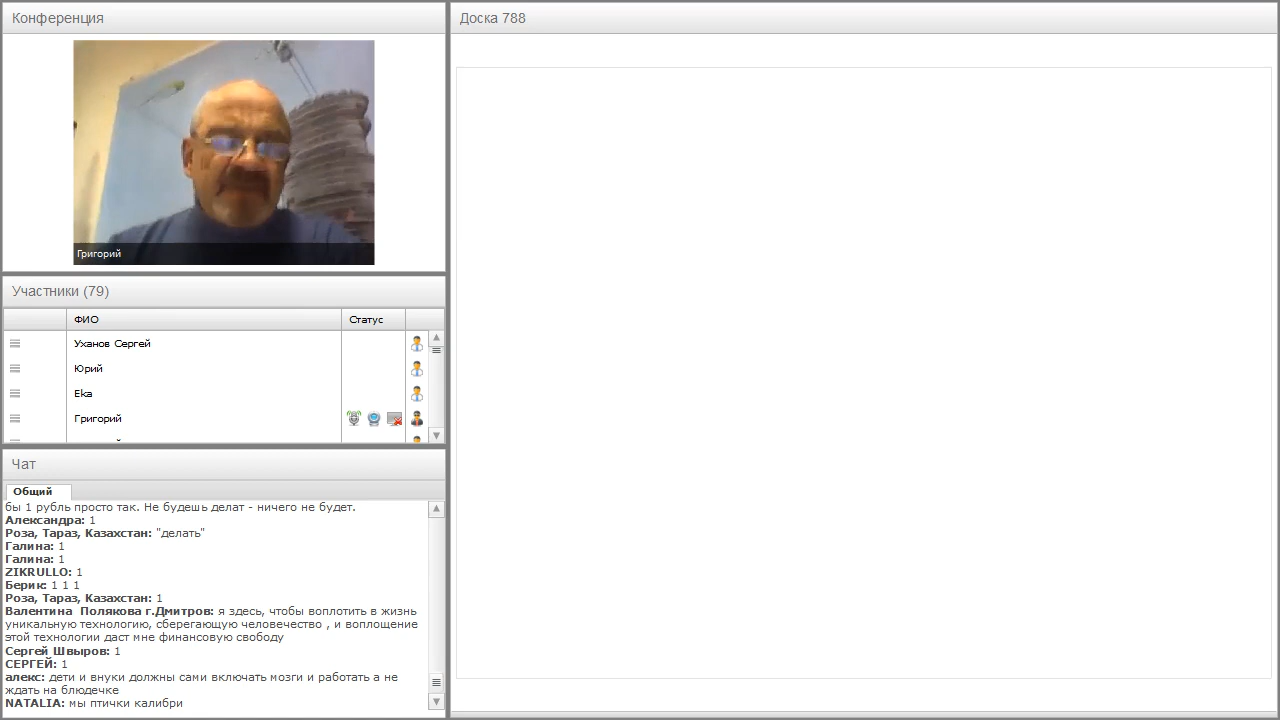 Конференция
Григорий
Участники (79)
ФИО
Статус
Уханов Сергей
Юрий
Eka
Григорий
Чат
Общий
бы 1 рубль просто так. Не будешь делат - ничего не будет.
Александра: 1
Роза, Тараз, Казахстан: "делать"
Галина: 1
Галина: 1
ZIKRULLO: 1
Берик: 1 1 1
Роза, Тараз, Казахстан: 1
Валентина Полякова г.Дмитров: я здесь, чтобы воплотить в жизнь
уникальную технологию, сберегающую человечество , и воплощение
этой технологии даст мне финансовую свободу
Сергей Швыров: 1
СЕРГЕЙ: 1
алекс: дети и внуки должны сами включать мозги и работать а не
ждать на блюдечке
NATALIA: мы птички калибри
Доска 788